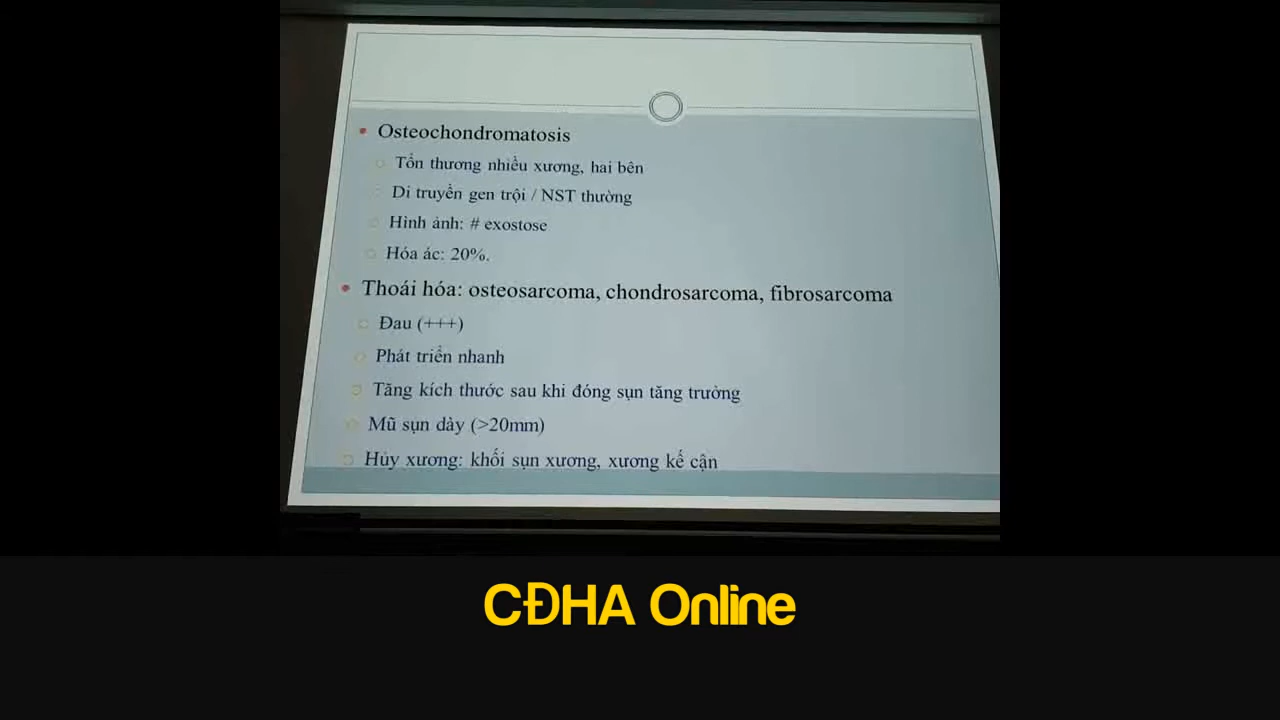 Osteochondromatosis
Tổn thương nhiều xương, hai bên
Di truyền gen trội / NST thường
Hình ảnh: # exostose
Hóa ác: 20%.
Thoái hóa: osteosarcoma, chondrosarcoma, fibrosarcoma
Đau (+++)
Phát triển nhanh
Tăng kích thước sau khi đóng sụn tăng trưởng
Mũ sụn dày (>20mm)
Hủy xương: khối sụn xương, xương kế cận
CĐHA Online